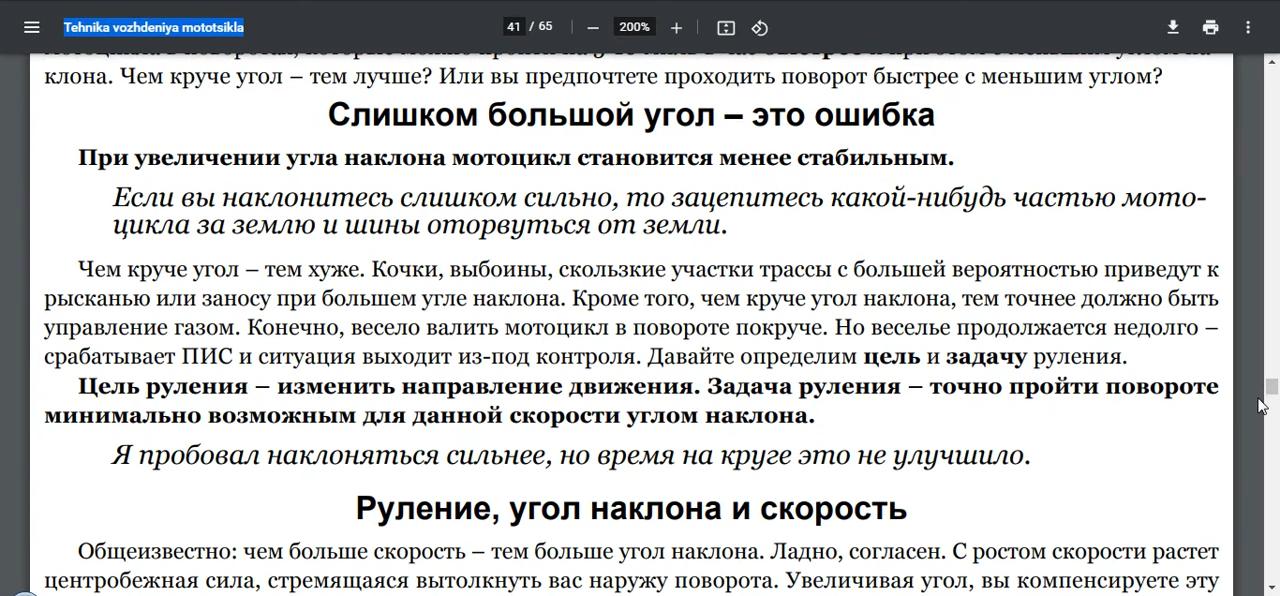 Tehnika vozhdeniya mototsikla
41 / 65
200%
клона. Чем круче угол – тем лучше? Или вы предпочтете проходить поворот быстрее с меньшим углом?
Слишком большой угол – это ошибка
При увеличении угла наклона мотоцикл становится менее стабильным.
Если вы наклонитесь слишком сильно, то зацепитесь какой-нибудь частью мото-
цикла за землю и шины оторвуться от земли.
Чем круче угол – тем хуже. Кочки, выбоины, скользкие участки трассы с большей вероятностью приведут к
рысканью или заносу при большем угле наклона. Кроме того, чем круче угол наклона, тем точнее должно быть
управление газом. Конечно, весело валить мотоцикл в повороте покруче. Но веселье продолжается недолго –
срабатывает ПИС и ситуация выходит из-под контроля. Давайте определим цель и задачу руления.
Цель руления – изменить направление движения. Задача руления – точно пройти повороте
минимально возможным для данной скорости углом наклона.
Я пробовал наклоняться сильнее, но время на круге это не улучшило.
Руление, угол наклона и скорость
Общеизвестно: чем больше скорость – тем больше угол наклона. Ладно, согласен. С ростом скорости растет
центробежная сила, стремящаяся вытолкнуть вас наружу поворота. Увеличивая угол, вы компенсируете эту